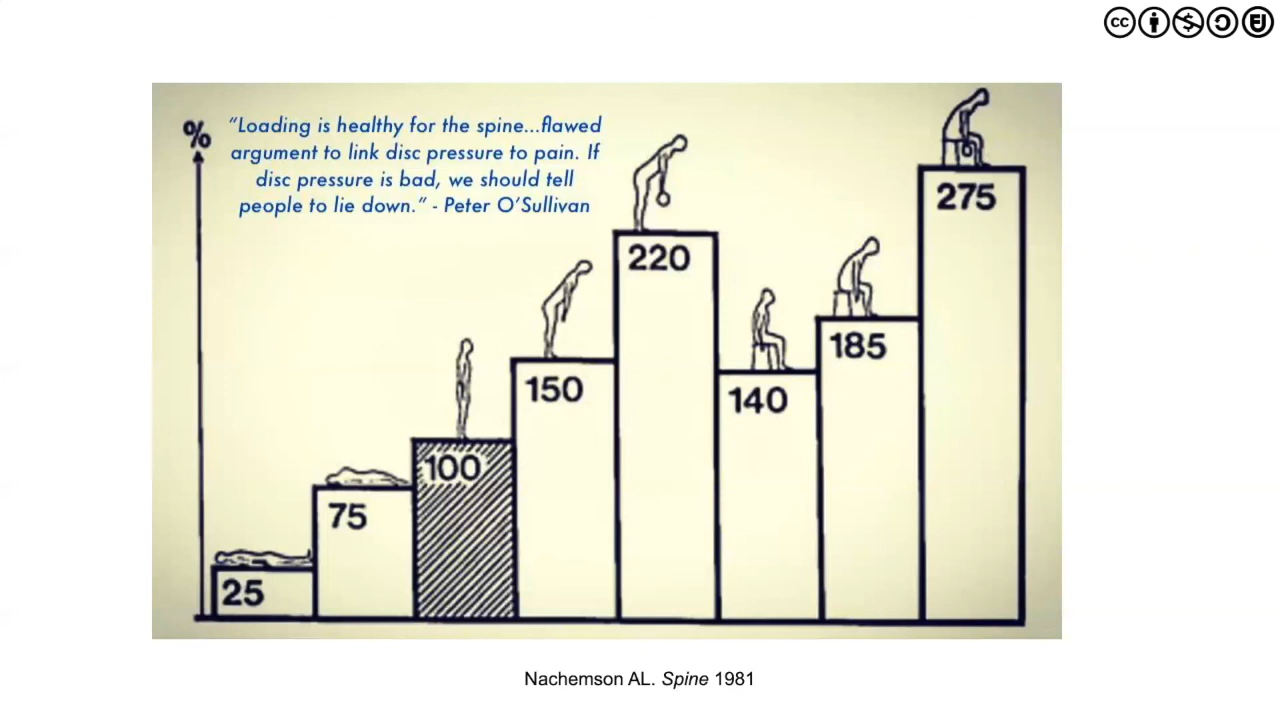 %
“Loading is healthy for the spine...flawed
argument to link disc pressure to pain. If
disc pressure is bad, we should tell
people to lie down.” - Peter O’Sullivan
25
75
100
150
220
140
185
275
Nachemson AL. Spine 1981
cc